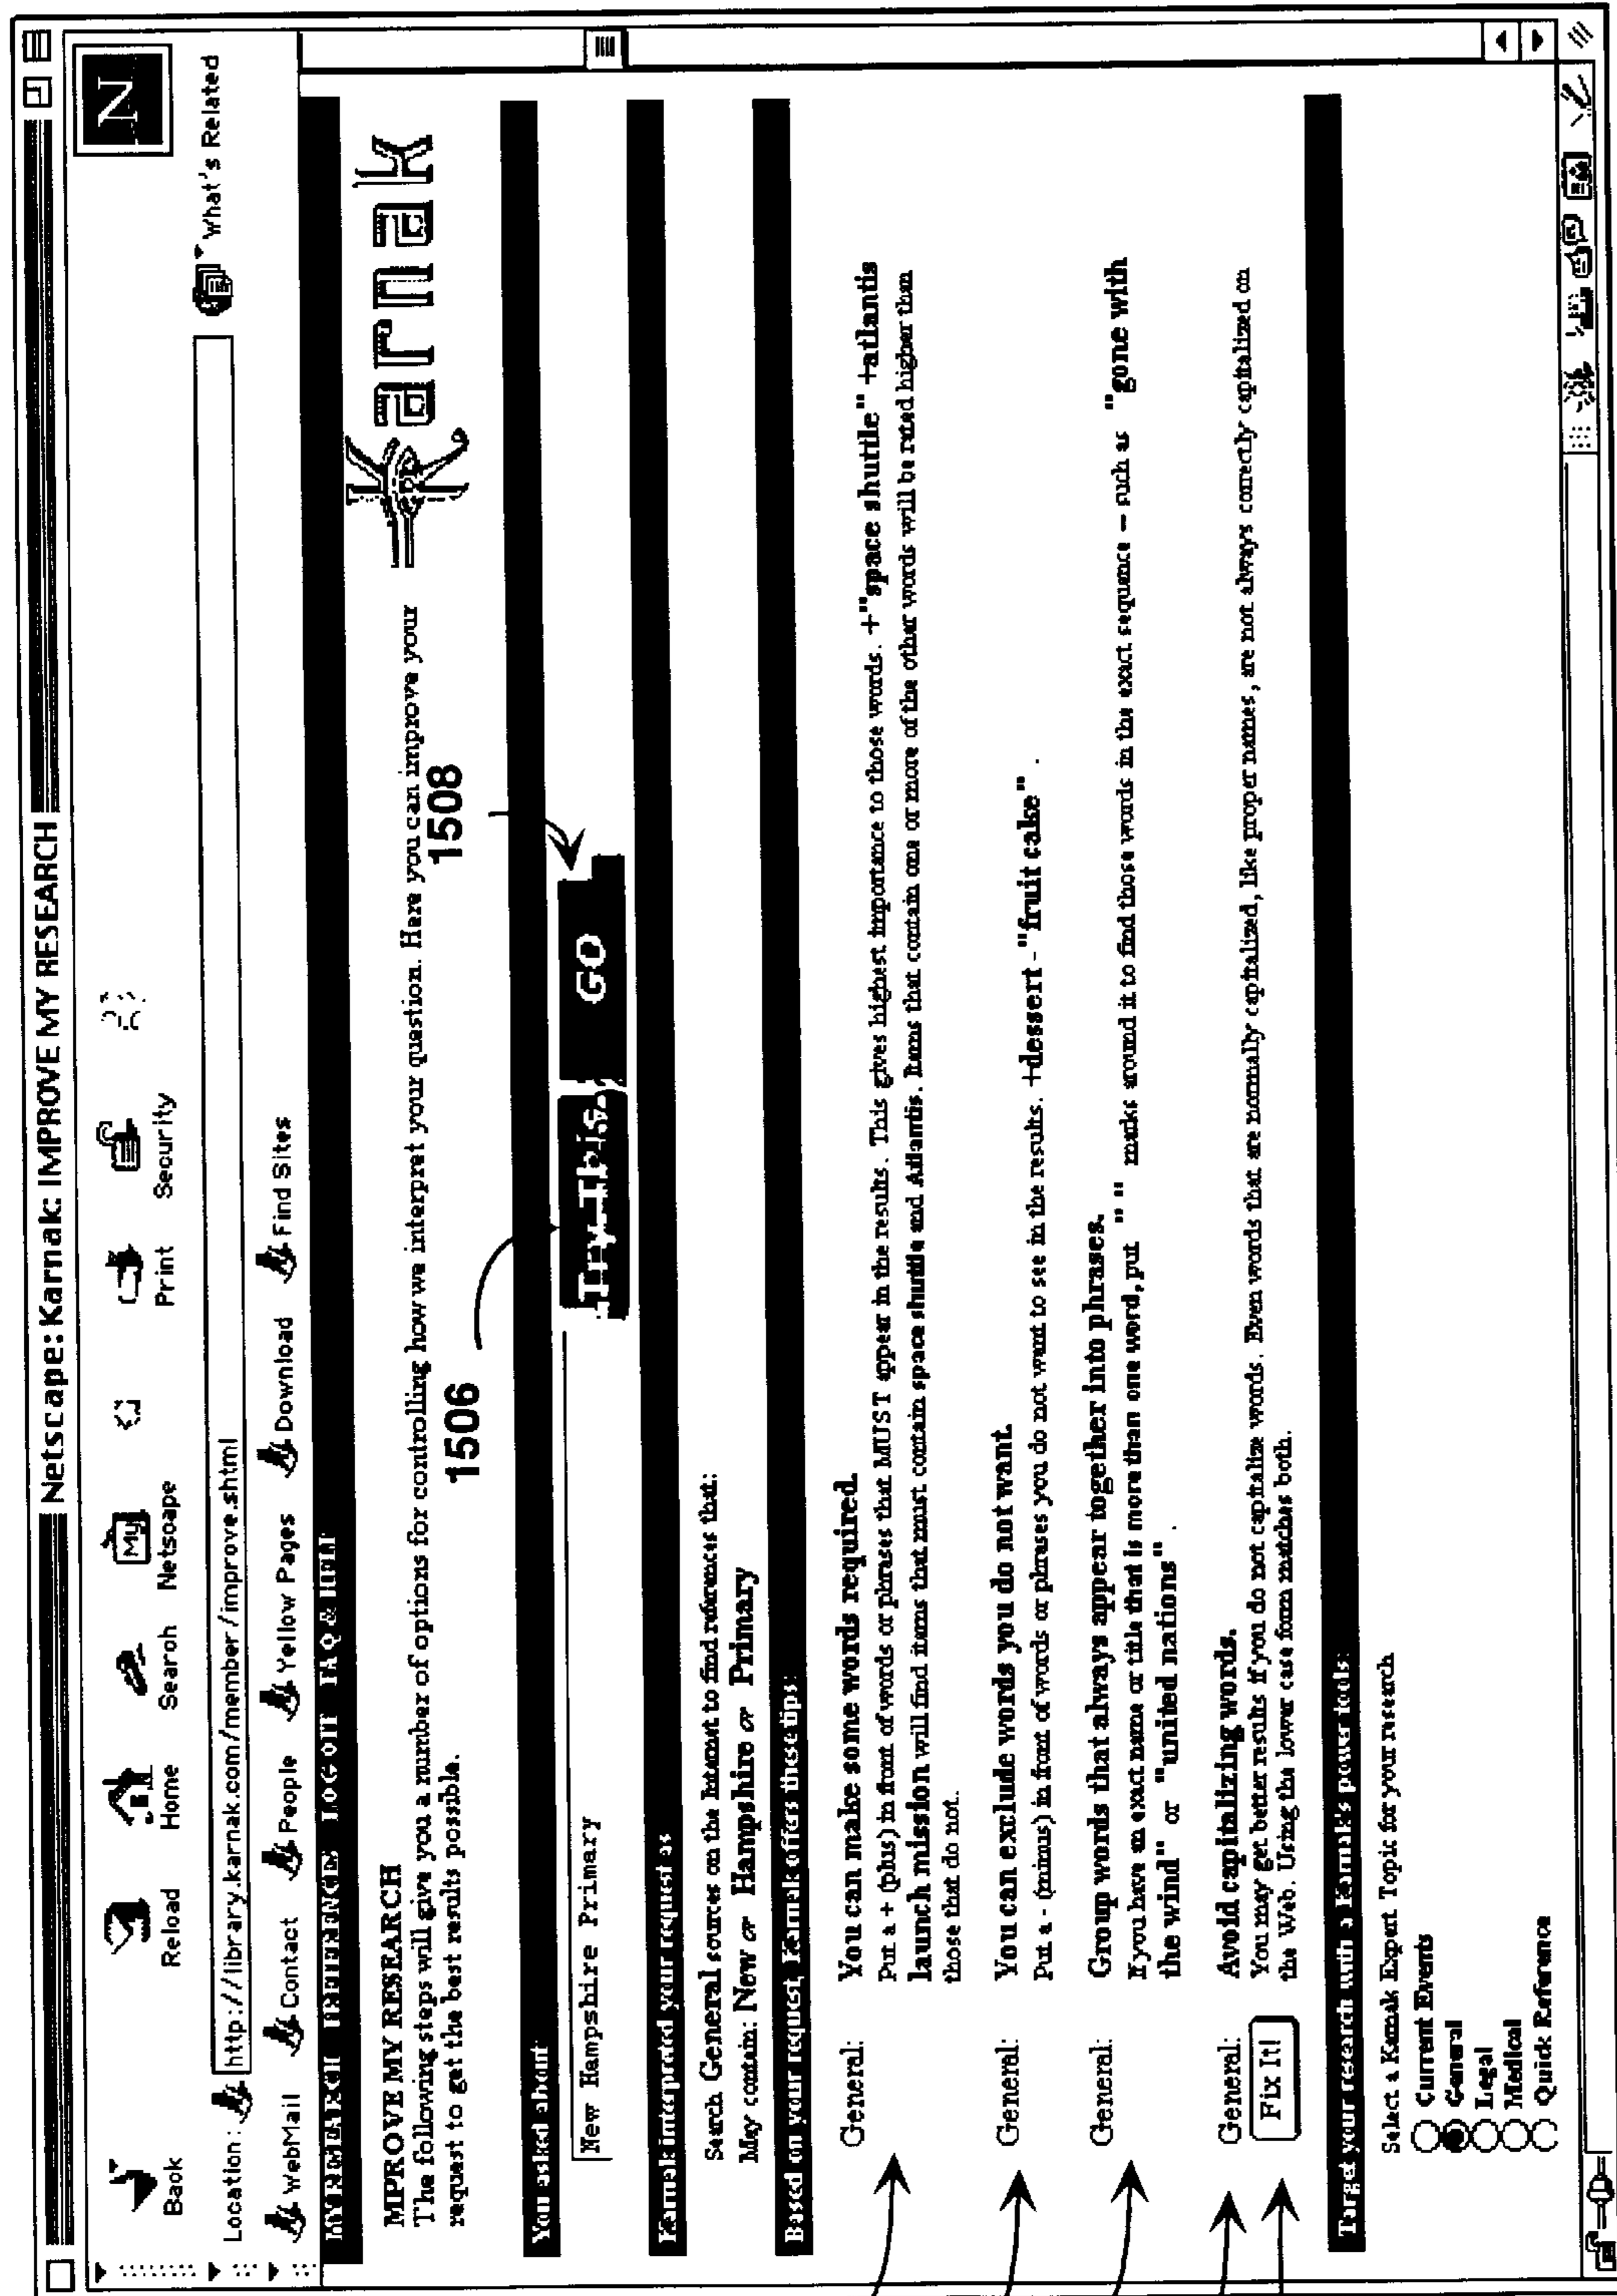 Netscape: Karnak: IMPROVE MY RESEARCH
Back Reload Home Search Netscape Print Security
N
Location: http://library.karnak.com/member/improve.shtml What's Related
WebMail Contact People Yellow Pages Download Find Sites
MY RESEARCH PREFERENCES LOGOUT FAQ & HELP
MPROVE MY RESEARCH
The following steps will give you a number of options for controlling how we interpret your question. Here you can improve your
request to get the best results possible.
Karnak
1506
1508
You asked about
New Hampshire Primary
Try This
GO
Karnak interpreted your request as
Search General sources on the Internet to find references that:
May contain: New or Hampshire or Primary
Based on your request, Karnak offers these tips:
General:
You can make some words required.
Put a + (plus) in front of words or phrases that MUST appear in the results. This gives highest importance to those words. +"space shuttle" +atlantis
launch mission will find items that must contain space shuttle and Atlantis. Items that contain one or more of the other words will be rated higher than
those that do not.
General:
You can exclude words you do not want.
Put a - (minus) in front of words or phrases you do not want to see in the results. +dessert -"fruit cake" .
General:
Group words that always appear together into phrases.
If you have an exact name or title that is more than one word, put " " marks around it to find those words in the exact sequence - such as "gone with
the wind" or "united nations" .
General:
Fix It!
Avoid capitalizing words.
You may get better results if you do not capitalize words. Even words that are normally capitalized, like proper names, are not always correctly capitalized on
the Web. Using the lower case form matches both.
Target your research with Karnak's power tools:
Select a Karnak Expert Topic for your research
Current Events
General
Legal
Medical
Quick Reference